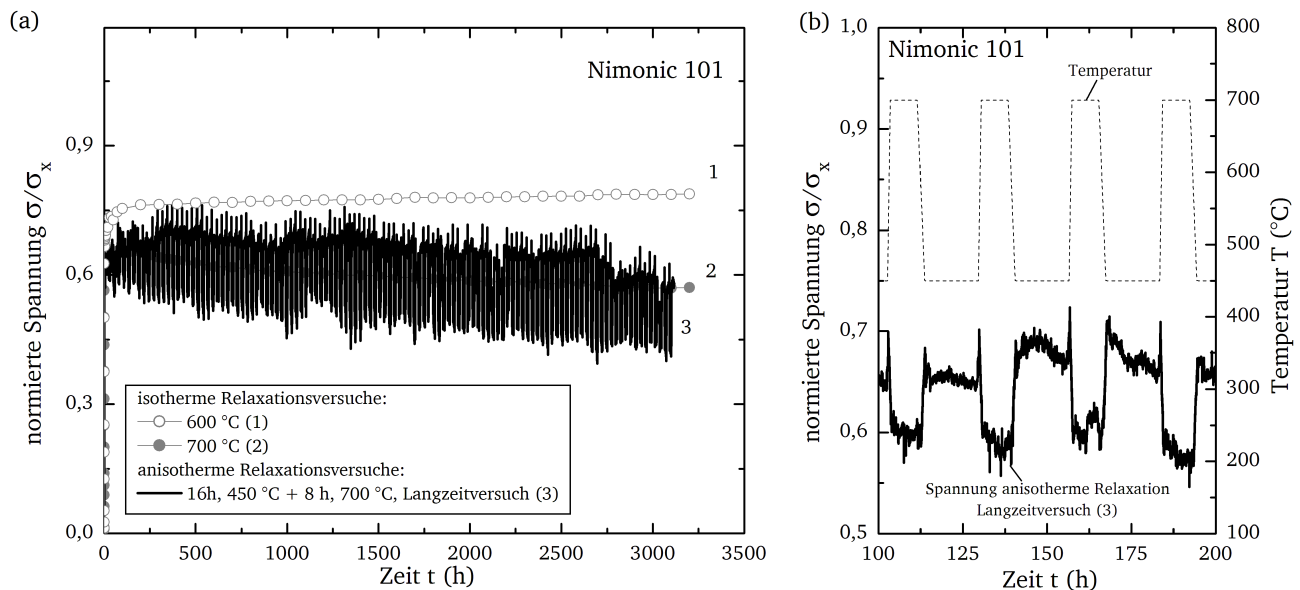 (a)
Nimonic 101
normierte Spannung σ/σx
0,9
0,6
0,3
0,0
1
2
3
isotherme Relaxationsversuche:
600 °C (1)
700 °C (2)
anisotherme Relaxationsversuche:
16h, 450 °C + 8 h, 700 °C, Langzeitversuch (3)
0 500 1000 1500 2000 2500 3000 3500
Zeit t (h)
(b)
Nimonic 101
normierte Spannung σ/σx
1,0
0,9
0,8
0,7
0,6
0,5
Temperatur
Spannung anisotherme Relaxation
Langzeitversuch (3)
800
700
600
500
400
300
200
100
Temperatur T (°C)
100 125 150 175 200
Zeit t (h)